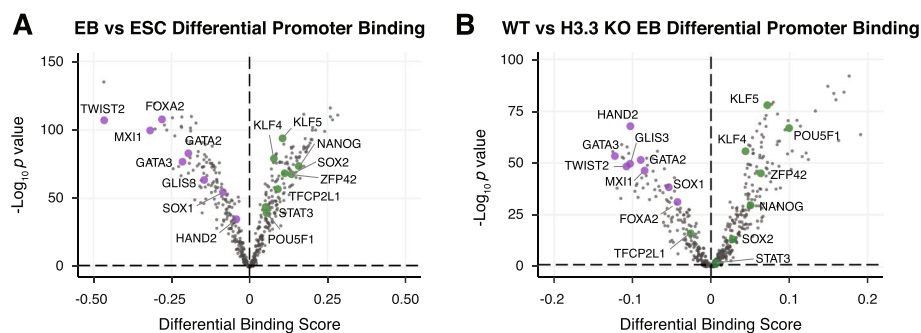 A
EB vs ESC Differential Promoter Binding
150
100
50
0
-Log10 p value
TWIST2
FOXA2
MXI1
GATA2
GATA3
GLIS3
SOX1
HAND2
KLF4
KLF5
NANOG
SOX2
ZFP42
TFCP2L1
STAT3
POU5F1
-0.50
-0.25
0
0.25
0.50
Differential Binding Score
B
WT vs H3.3 KO EB Differential Promoter Binding
100
75
50
25
0
-Log10 p value
KLF5
HAND2
POU5F1
GATA3
GLIS3
KLF4
TWIST2
GATA2
ZFP42
MXI1
SOX1
FOXA2
NANOG
TFCP2L1
SOX2
STAT3
-0.2
-0.1
0
0.1
0.2
Differential Binding Score